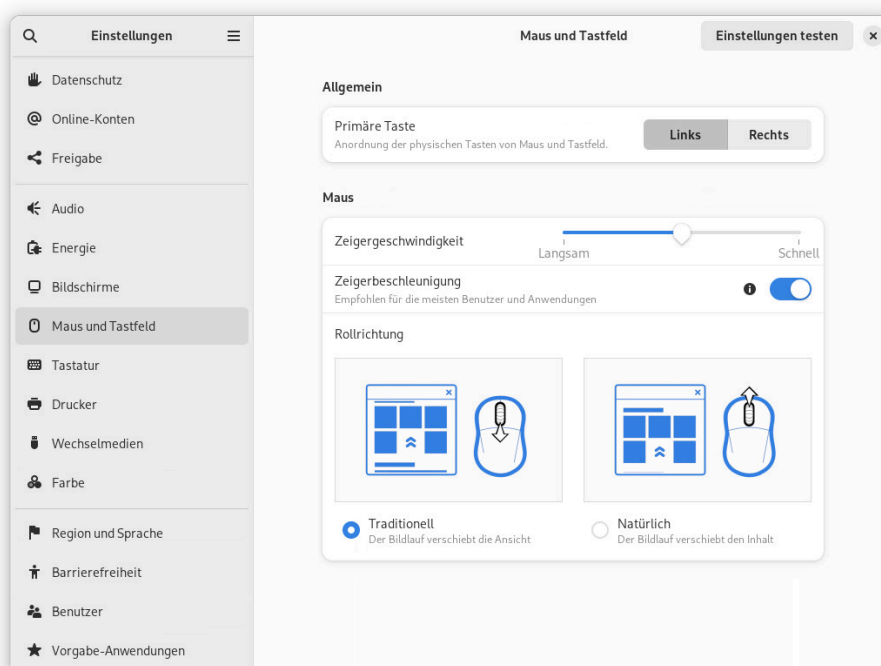 Einstellungen
Maus und Tastfeld
Einstellungen testen
Datenschutz
Online-Konten
Freigabe
Audio
Energie
Bildschirme
Maus und Tastfeld
Tastatur
Drucker
Wechselmedien
Farbe
Region und Sprache
Barrierefreiheit
Benutzer
Vorgabe-Anwendungen
Allgemein
Primäre Taste
Anordnung der physischen Tasten von Maus und Tastfeld.
Links
Rechts
Maus
Zeigergeschwindigkeit
Langsam
Schnell
Zeigerbeschleunigung
Empfohlen für die meisten Benutzer und Anwendungen
Rollrichtung
Traditionell
Der Bildlauf verschiebt die Ansicht
Natürlich
Der Bildlauf verschiebt den Inhalt